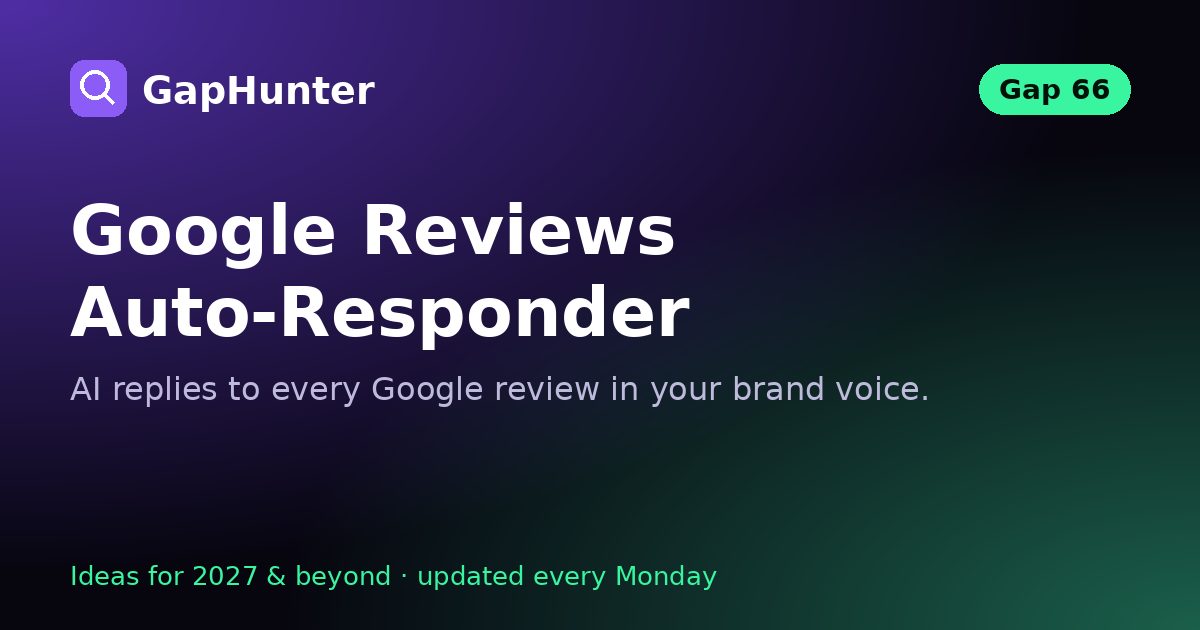 GapHunter
Gap 66
Google Reviews
Auto-Responder
AI replies to every Google review in your brand voice.
Ideas for 2027 & beyond · updated every Monday